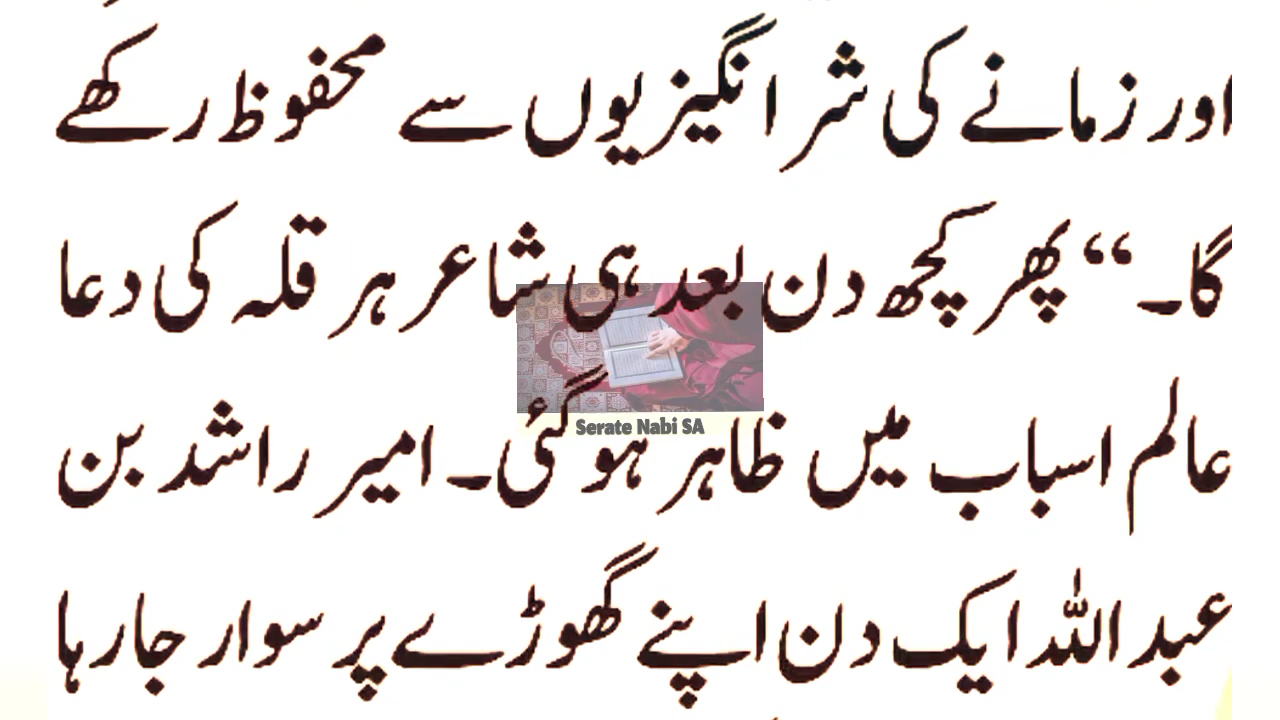 اور زمانے کی شر انگیزیوں سے محفوظ رکھے
گا۔“ پھر کچھ دن بعد ہی شاعر ہر قلہ کی دعا
Serate Nabi SA
عالم اسباب میں ظاہر ہوگئی۔ امیر راشد بن
عبد اللہ ایک دن اپنے گھوڑے پر سوار جا رہا